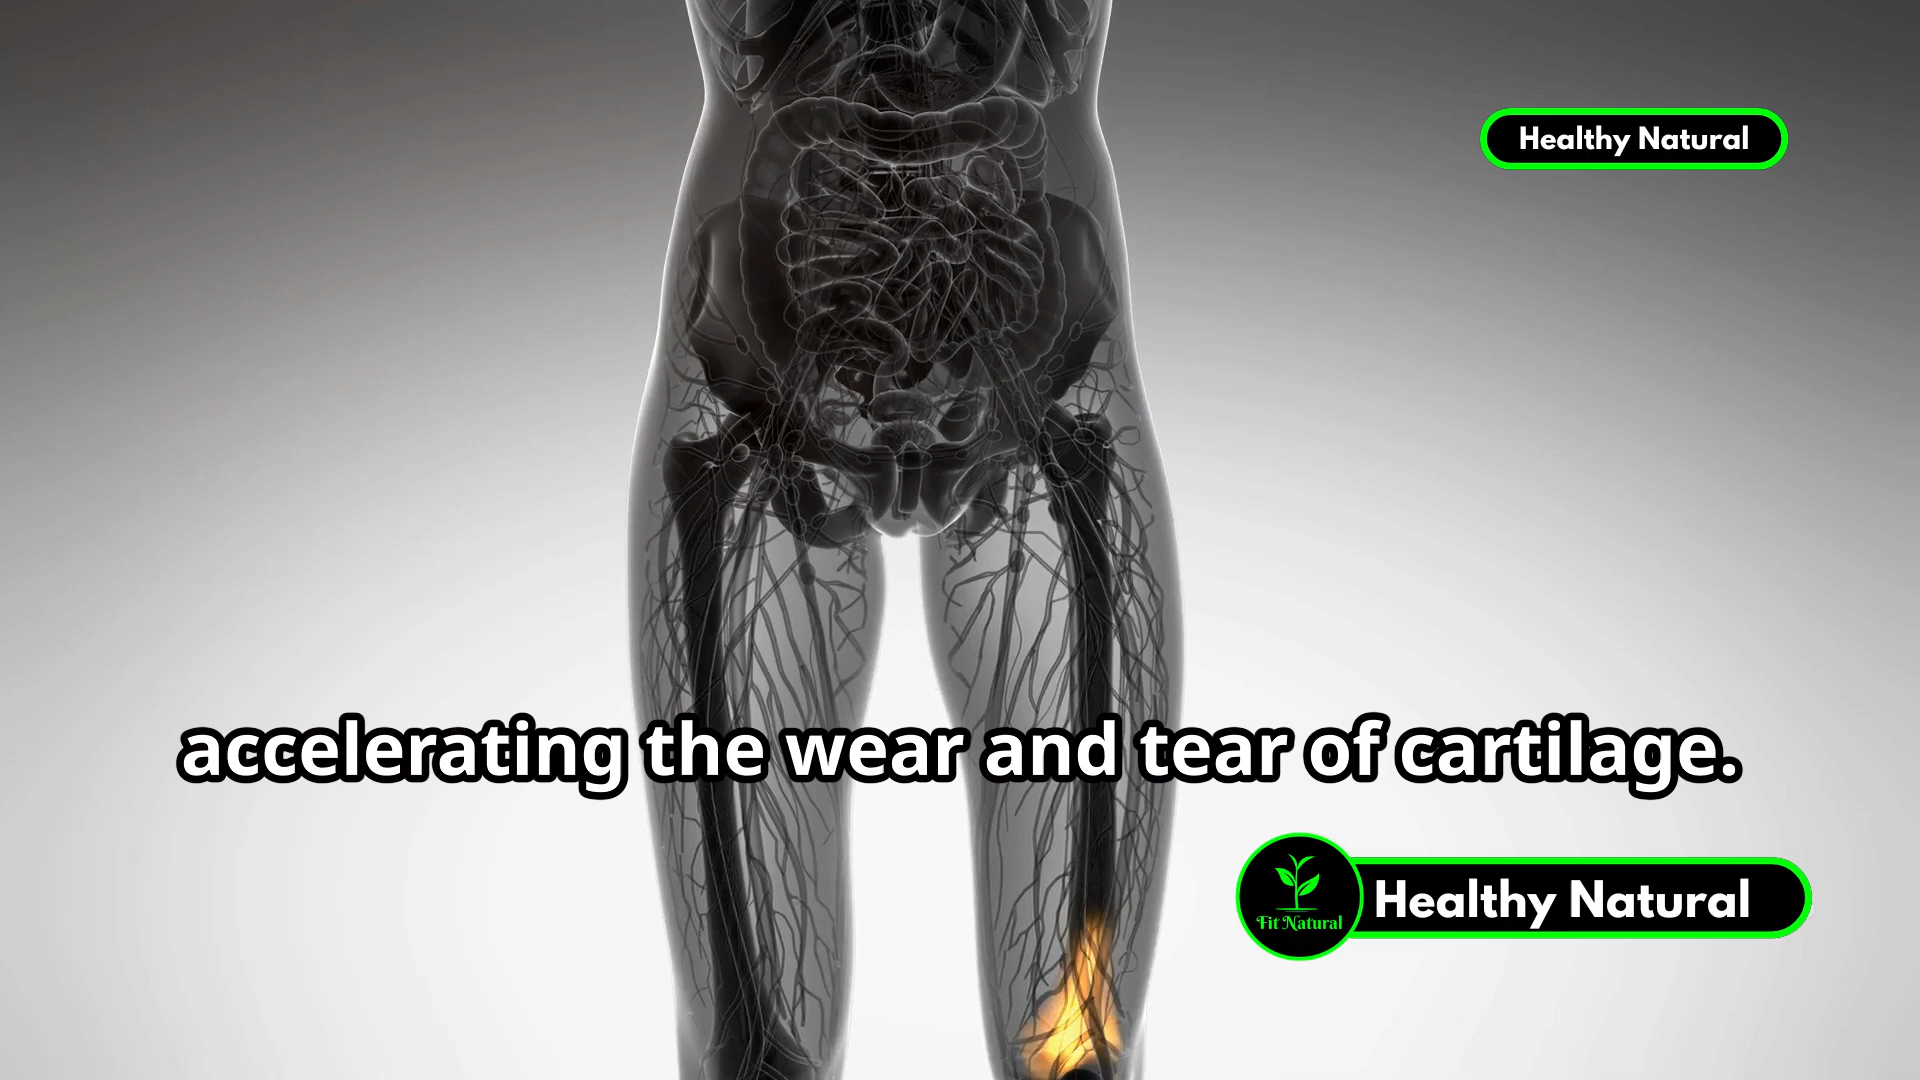 Healthy Natural
accelerating the wear and tear of cartilage.
Fit Natural
Healthy Natural